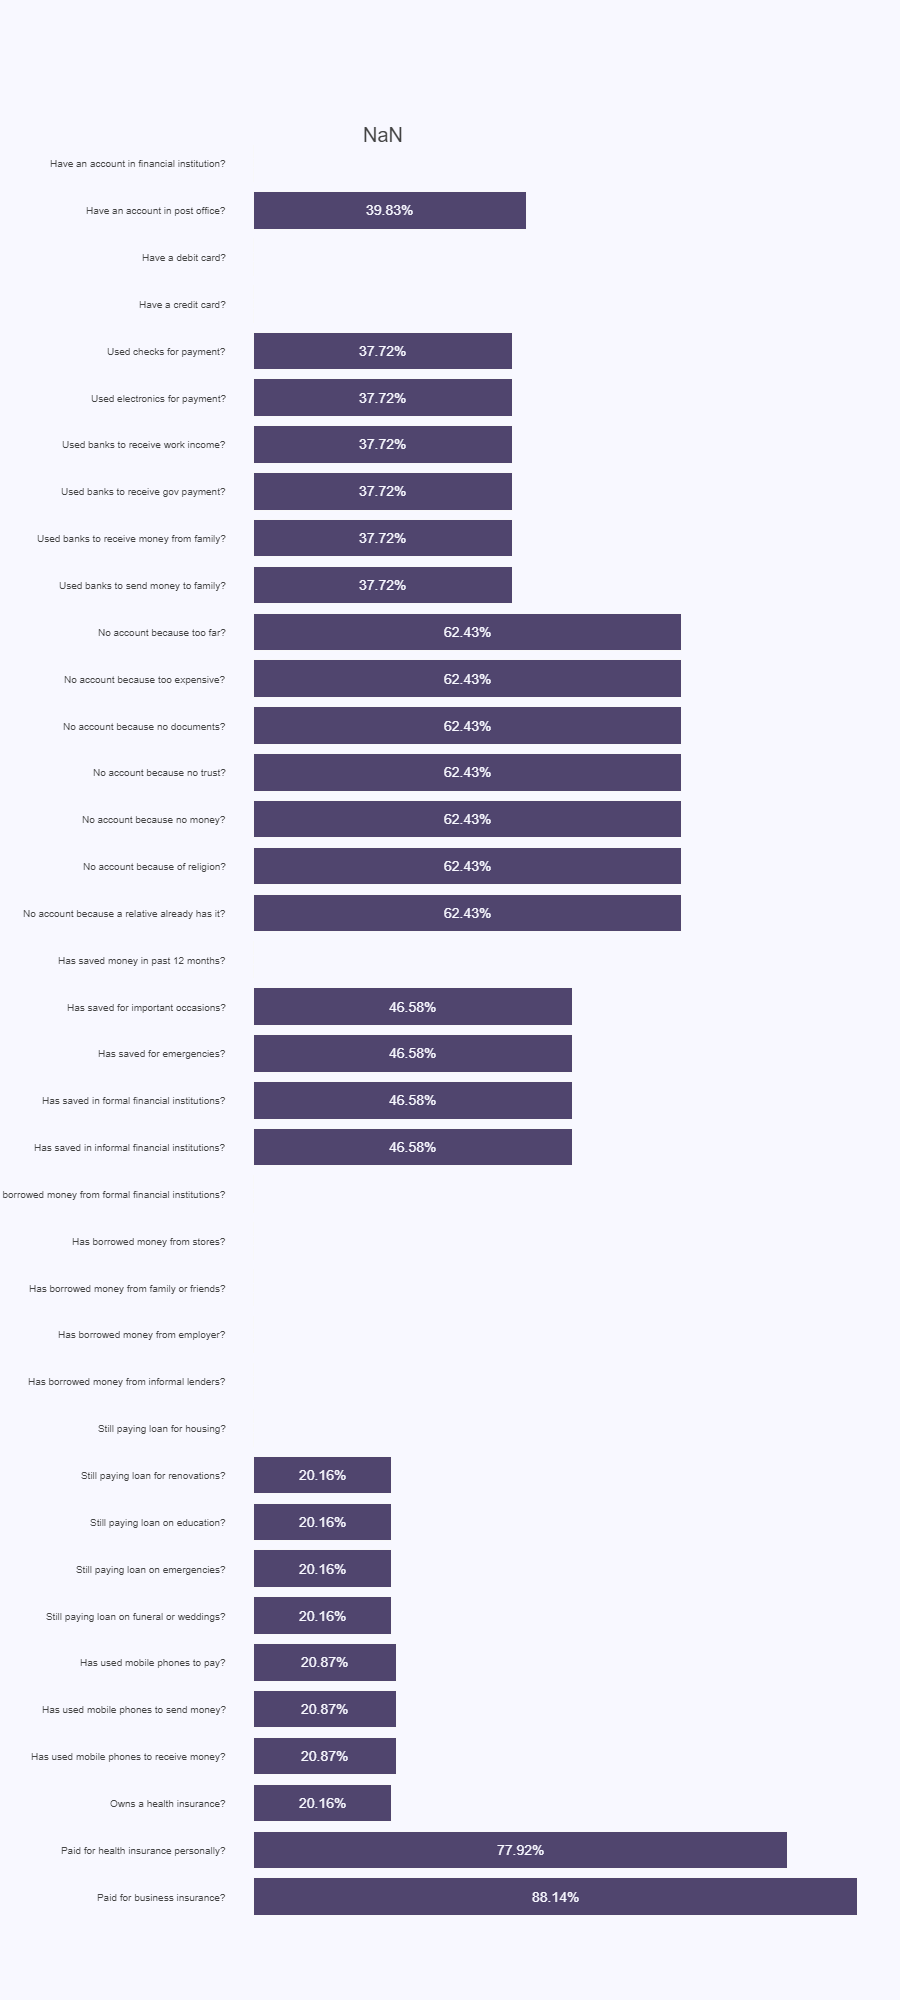 NaN
Have an account in financial institution?
Have an account in post office? 39.83%
Have a debit card?
Have a credit card?
Used checks for payment? 37.72%
Used electronics for payment? 37.72%
Used banks to receive work income? 37.72%
Used banks to receive gov payment? 37.72%
Used banks to receive money from family? 37.72%
Used banks to send money to family? 37.72%
No account because too far? 62.43%
No account because too expensive? 62.43%
No account because no documents? 62.43%
No account because no trust? 62.43%
No account because no money? 62.43%
No account because of religion? 62.43%
No account because a relative already has it? 62.43%
Has saved money in past 12 months?
Has saved for important occasions? 46.58%
Has saved for emergencies? 46.58%
Has saved in formal financial institutions? 46.58%
Has saved in informal financial institutions? 46.58%
borrowed money from formal financial institutions?
Has borrowed money from stores?
Has borrowed money from family or friends?
Has borrowed money from employer?
Has borrowed money from informal lenders?
Still paying loan for housing?
Still paying loan for renovations? 20.16%
Still paying loan on education? 20.16%
Still paying loan on emergencies? 20.16%
Still paying loan on funeral or weddings? 20.16%
Has used mobile phones to pay? 20.87%
Has used mobile phones to send money? 20.87%
Has used mobile phones to receive money? 20.87%
Owns a health insurance? 20.16%
Paid for health insurance personally? 77.92%
Paid for business insurance? 88.14%